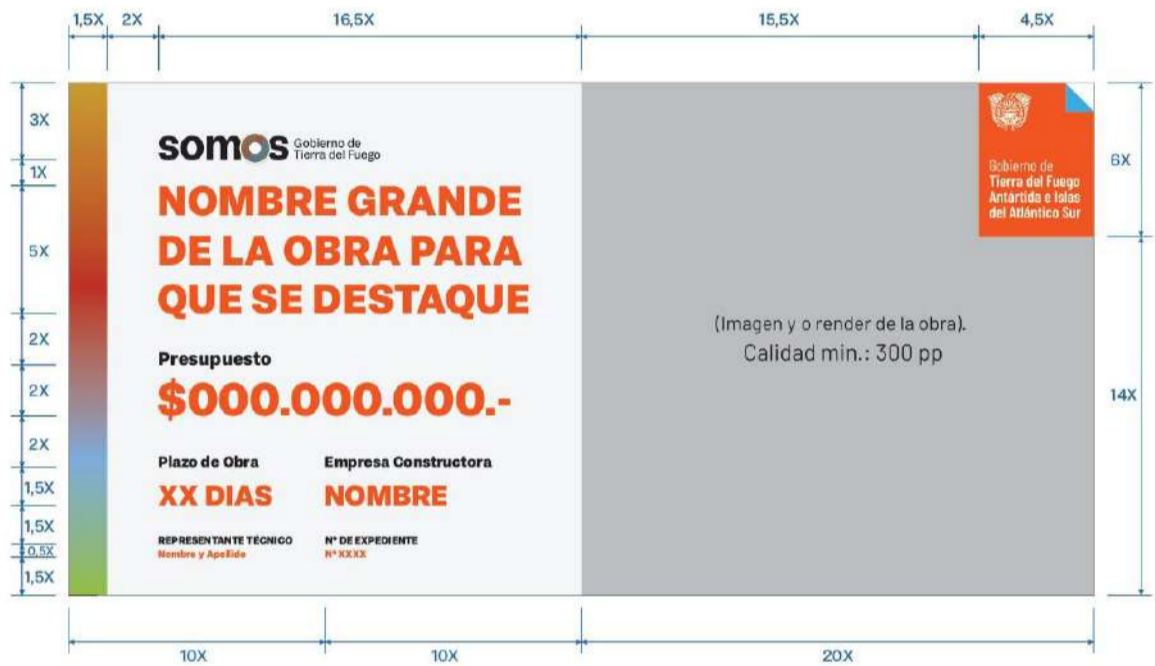 1,5X 2X 16,5X 15,5X 4,5X
3X
1X
5X
2X
2X
2X
1,5X
1,5X
0,5X
1,5X
somos Gobierno de
Tierra del Fuego
NOMBRE GRANDE
DE LA OBRA PARA
QUE SE DESTAQUE
Presupuesto
$000.000.000.-
Plazo de Obra
XX DIAS
Empresa Constructora
NOMBRE
REPRESENTANTE TÉCNICO
Nombre y Apellido
N° DE EXPEDIENTE
N° XXXX
(Imagen y o render de la obra).
Calidad min.: 300 pp
Gobierno de
Tierra del Fuego
Antártida e Islas
del Atlántico Sur
6X
14X
10X 10X 20X